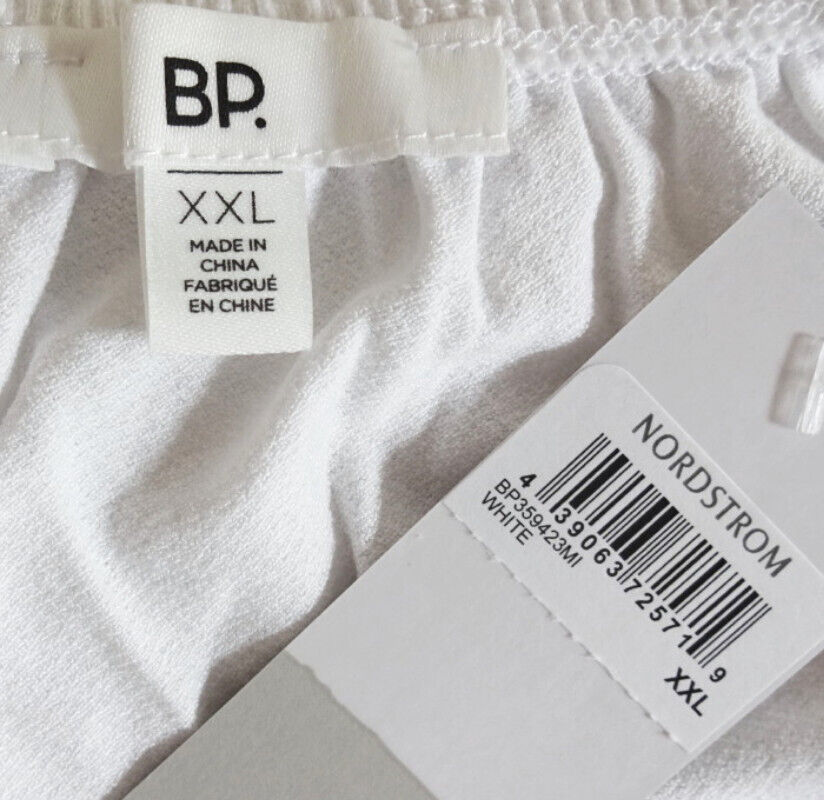 BP.
XXL
MADE IN
CHINA
FABRIQUÉ
EN CHINE
NORDSTROM
4 39063 72571 9
BP359423MI
WHITE
XXL